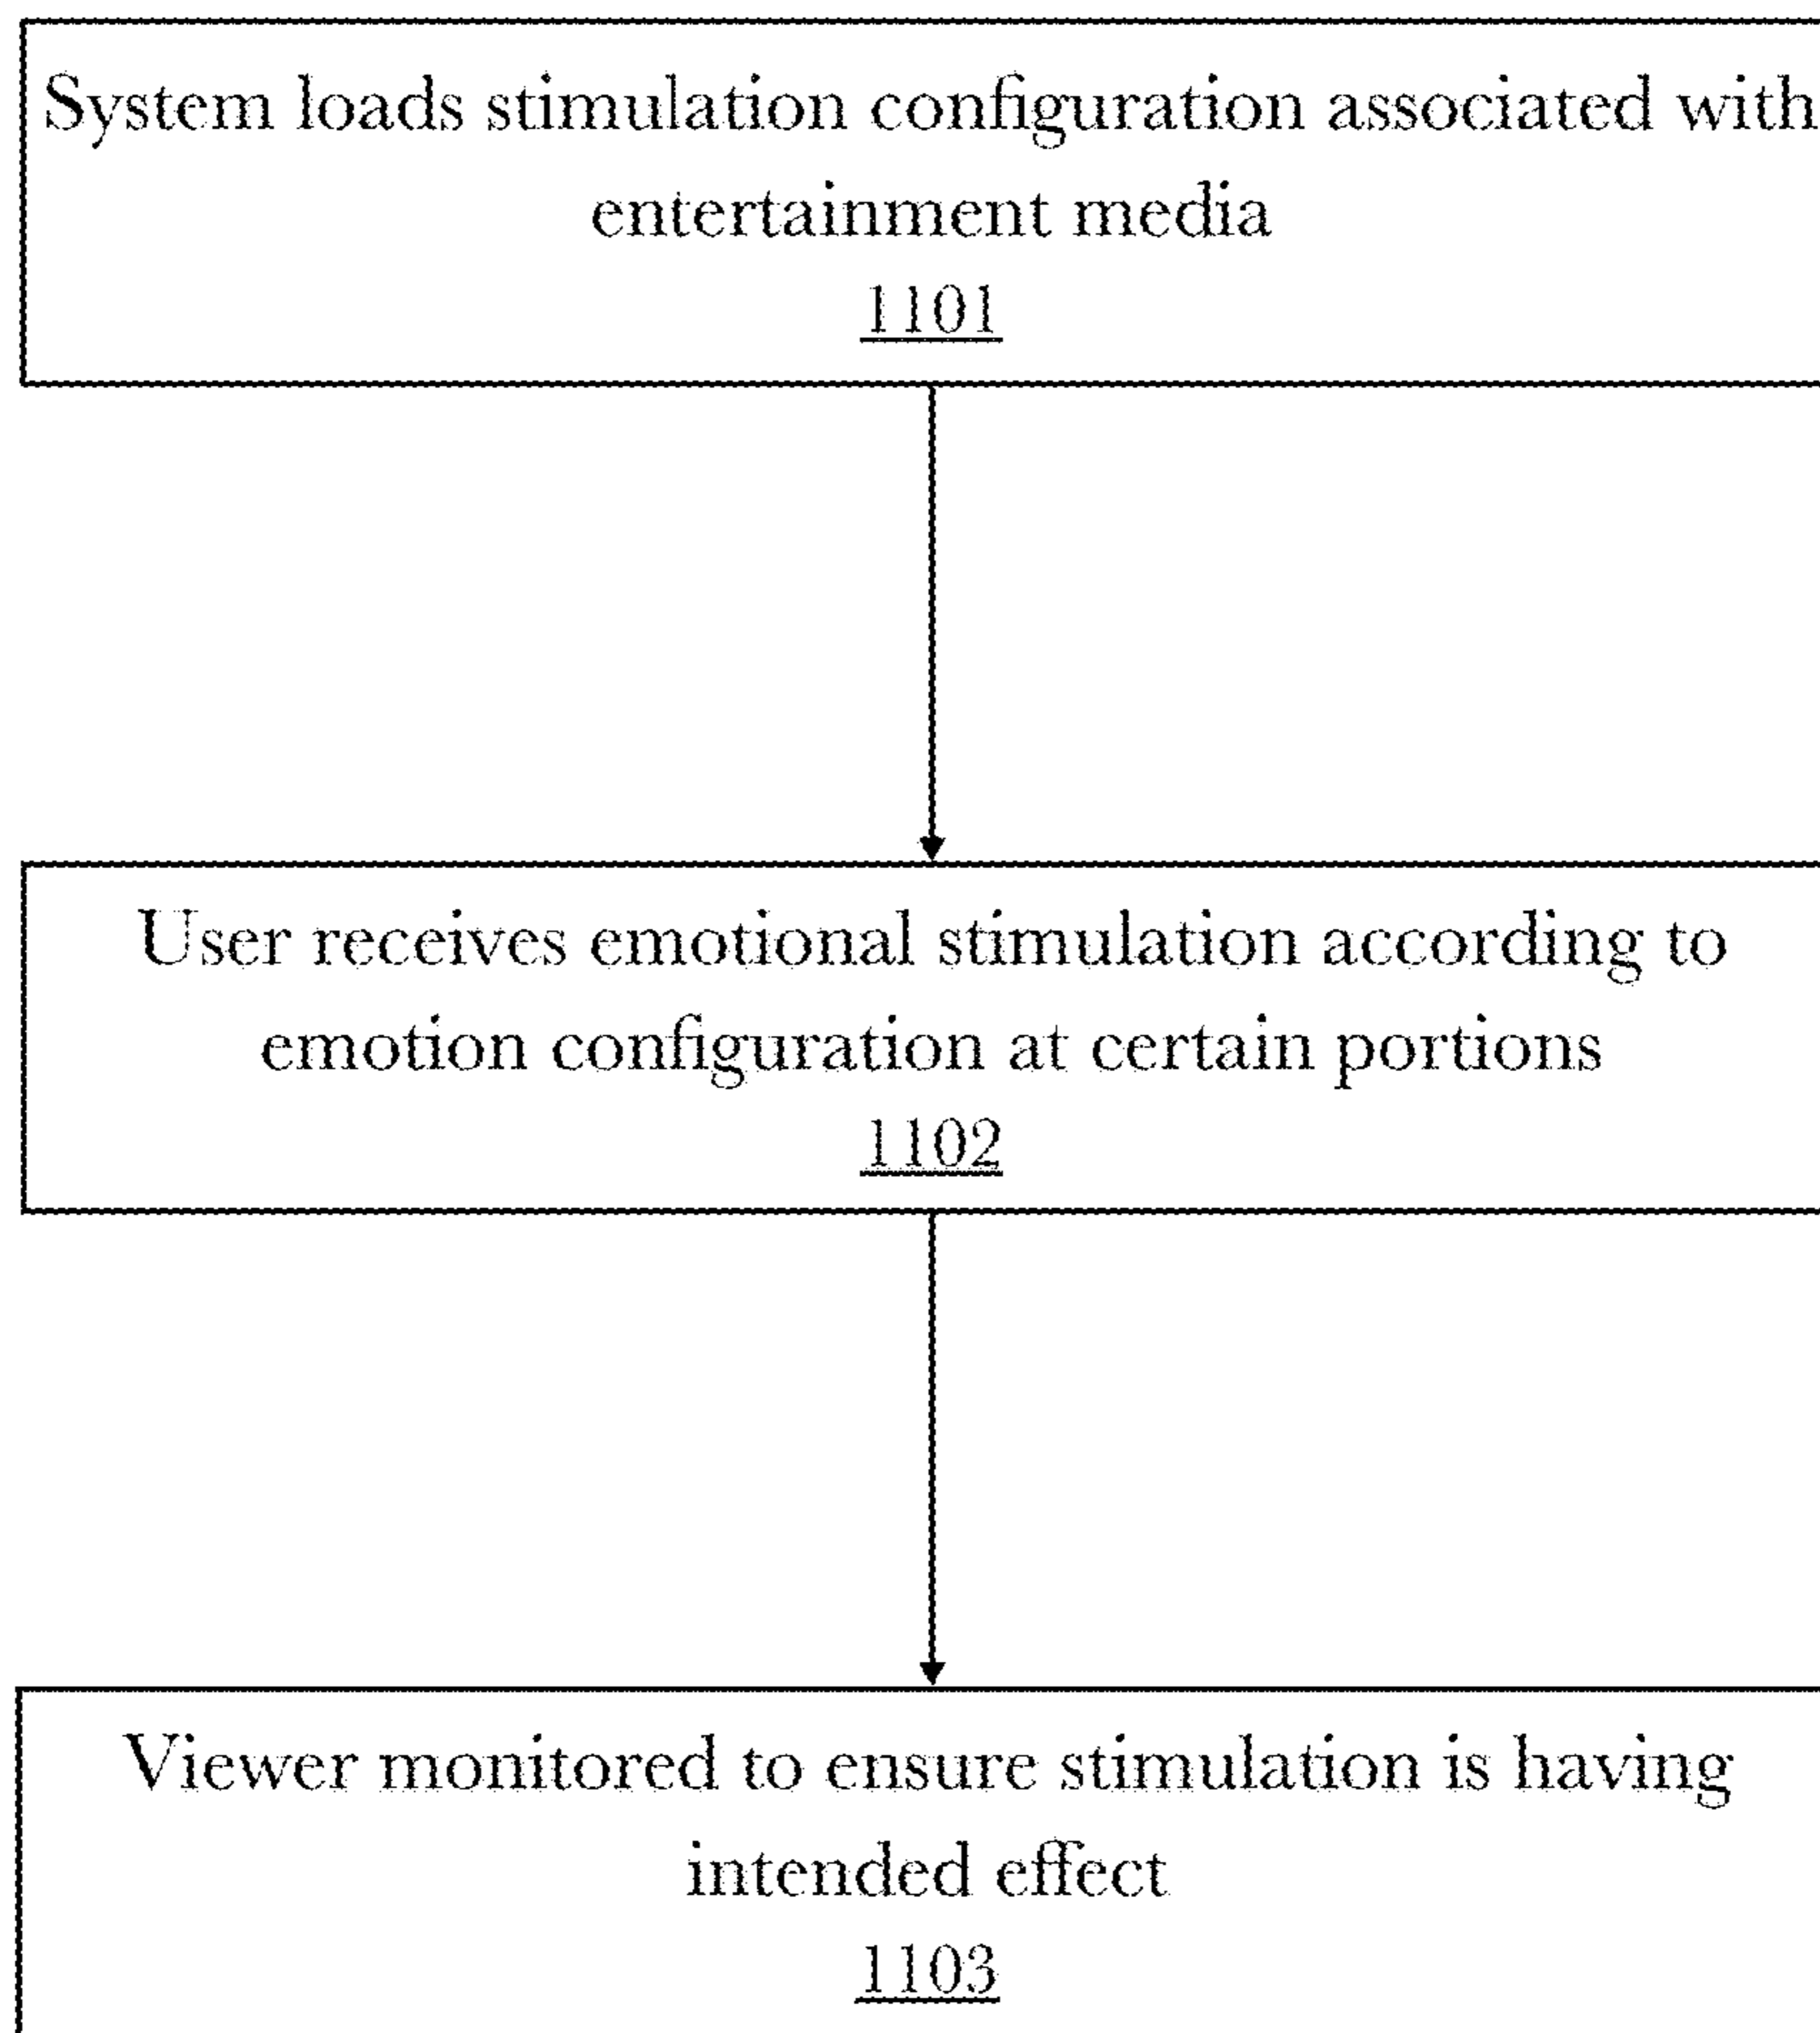 System loads stimulation configuration associated with
entertainment media
1101
User receives emotional stimulation according to
emotion configuration at certain portions
1102
Viewer monitored to ensure stimulation is having
intended effect
1103